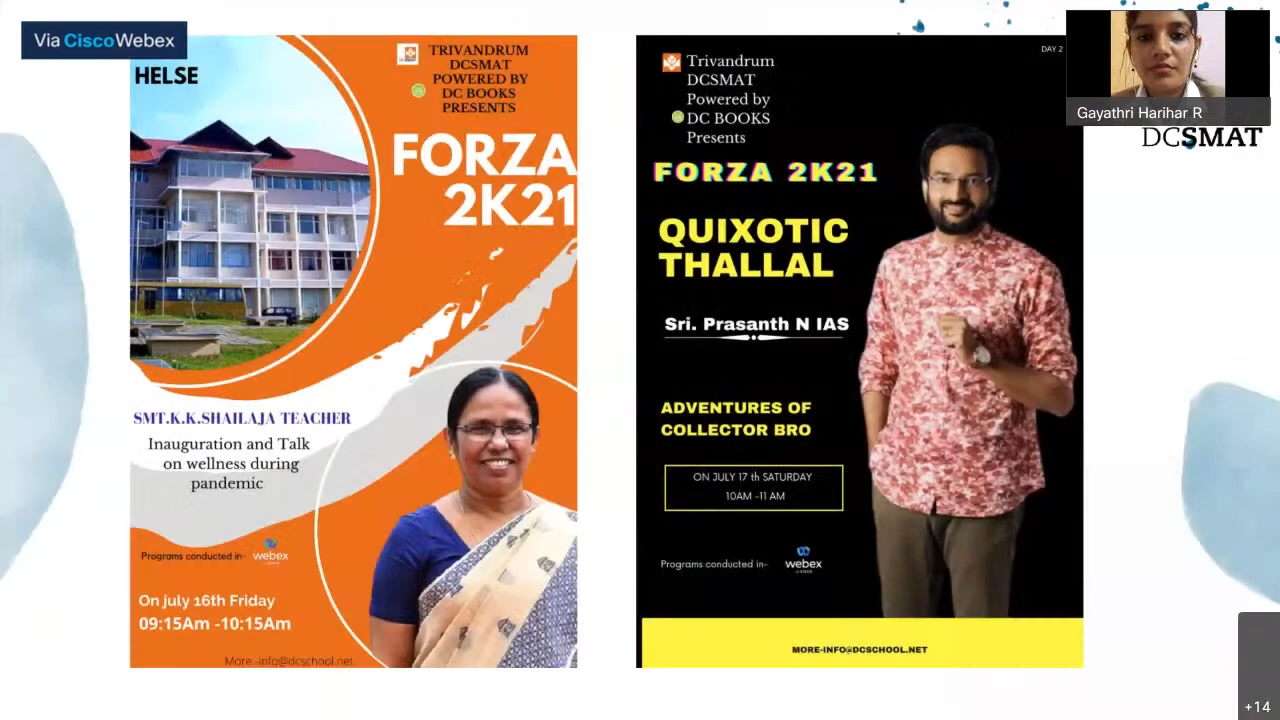 Via CiscoWebex
HELSE
TRIVANDRUM
DCSMAT
POWERED BY
DC BOOKS
PRESENTS
FORZA
2K21
SMT.K.K.SHAILAJA TEACHER
Inauguration and Talk
on wellness during
pandemic
Programs conducted in-
webex
On july 16th Friday
09:15Am -10:15Am
More -info@dcschool.net
DAY 2
Trivandrum
DCSMAT
Powered by
DC BOOKS
Presents
FORZA 2K21
QUIXOTIC
THALLAL
Sri. Prasanth N IAS
ADVENTURES OF
COLLECTOR BRO
ON JULY 17 th SATURDAY
10AM -11 AM
Programs conducted in-
webex
MORE-INFO@DCSCHOOL.NET
Gayathri Harihar R
DCSMAT
+14